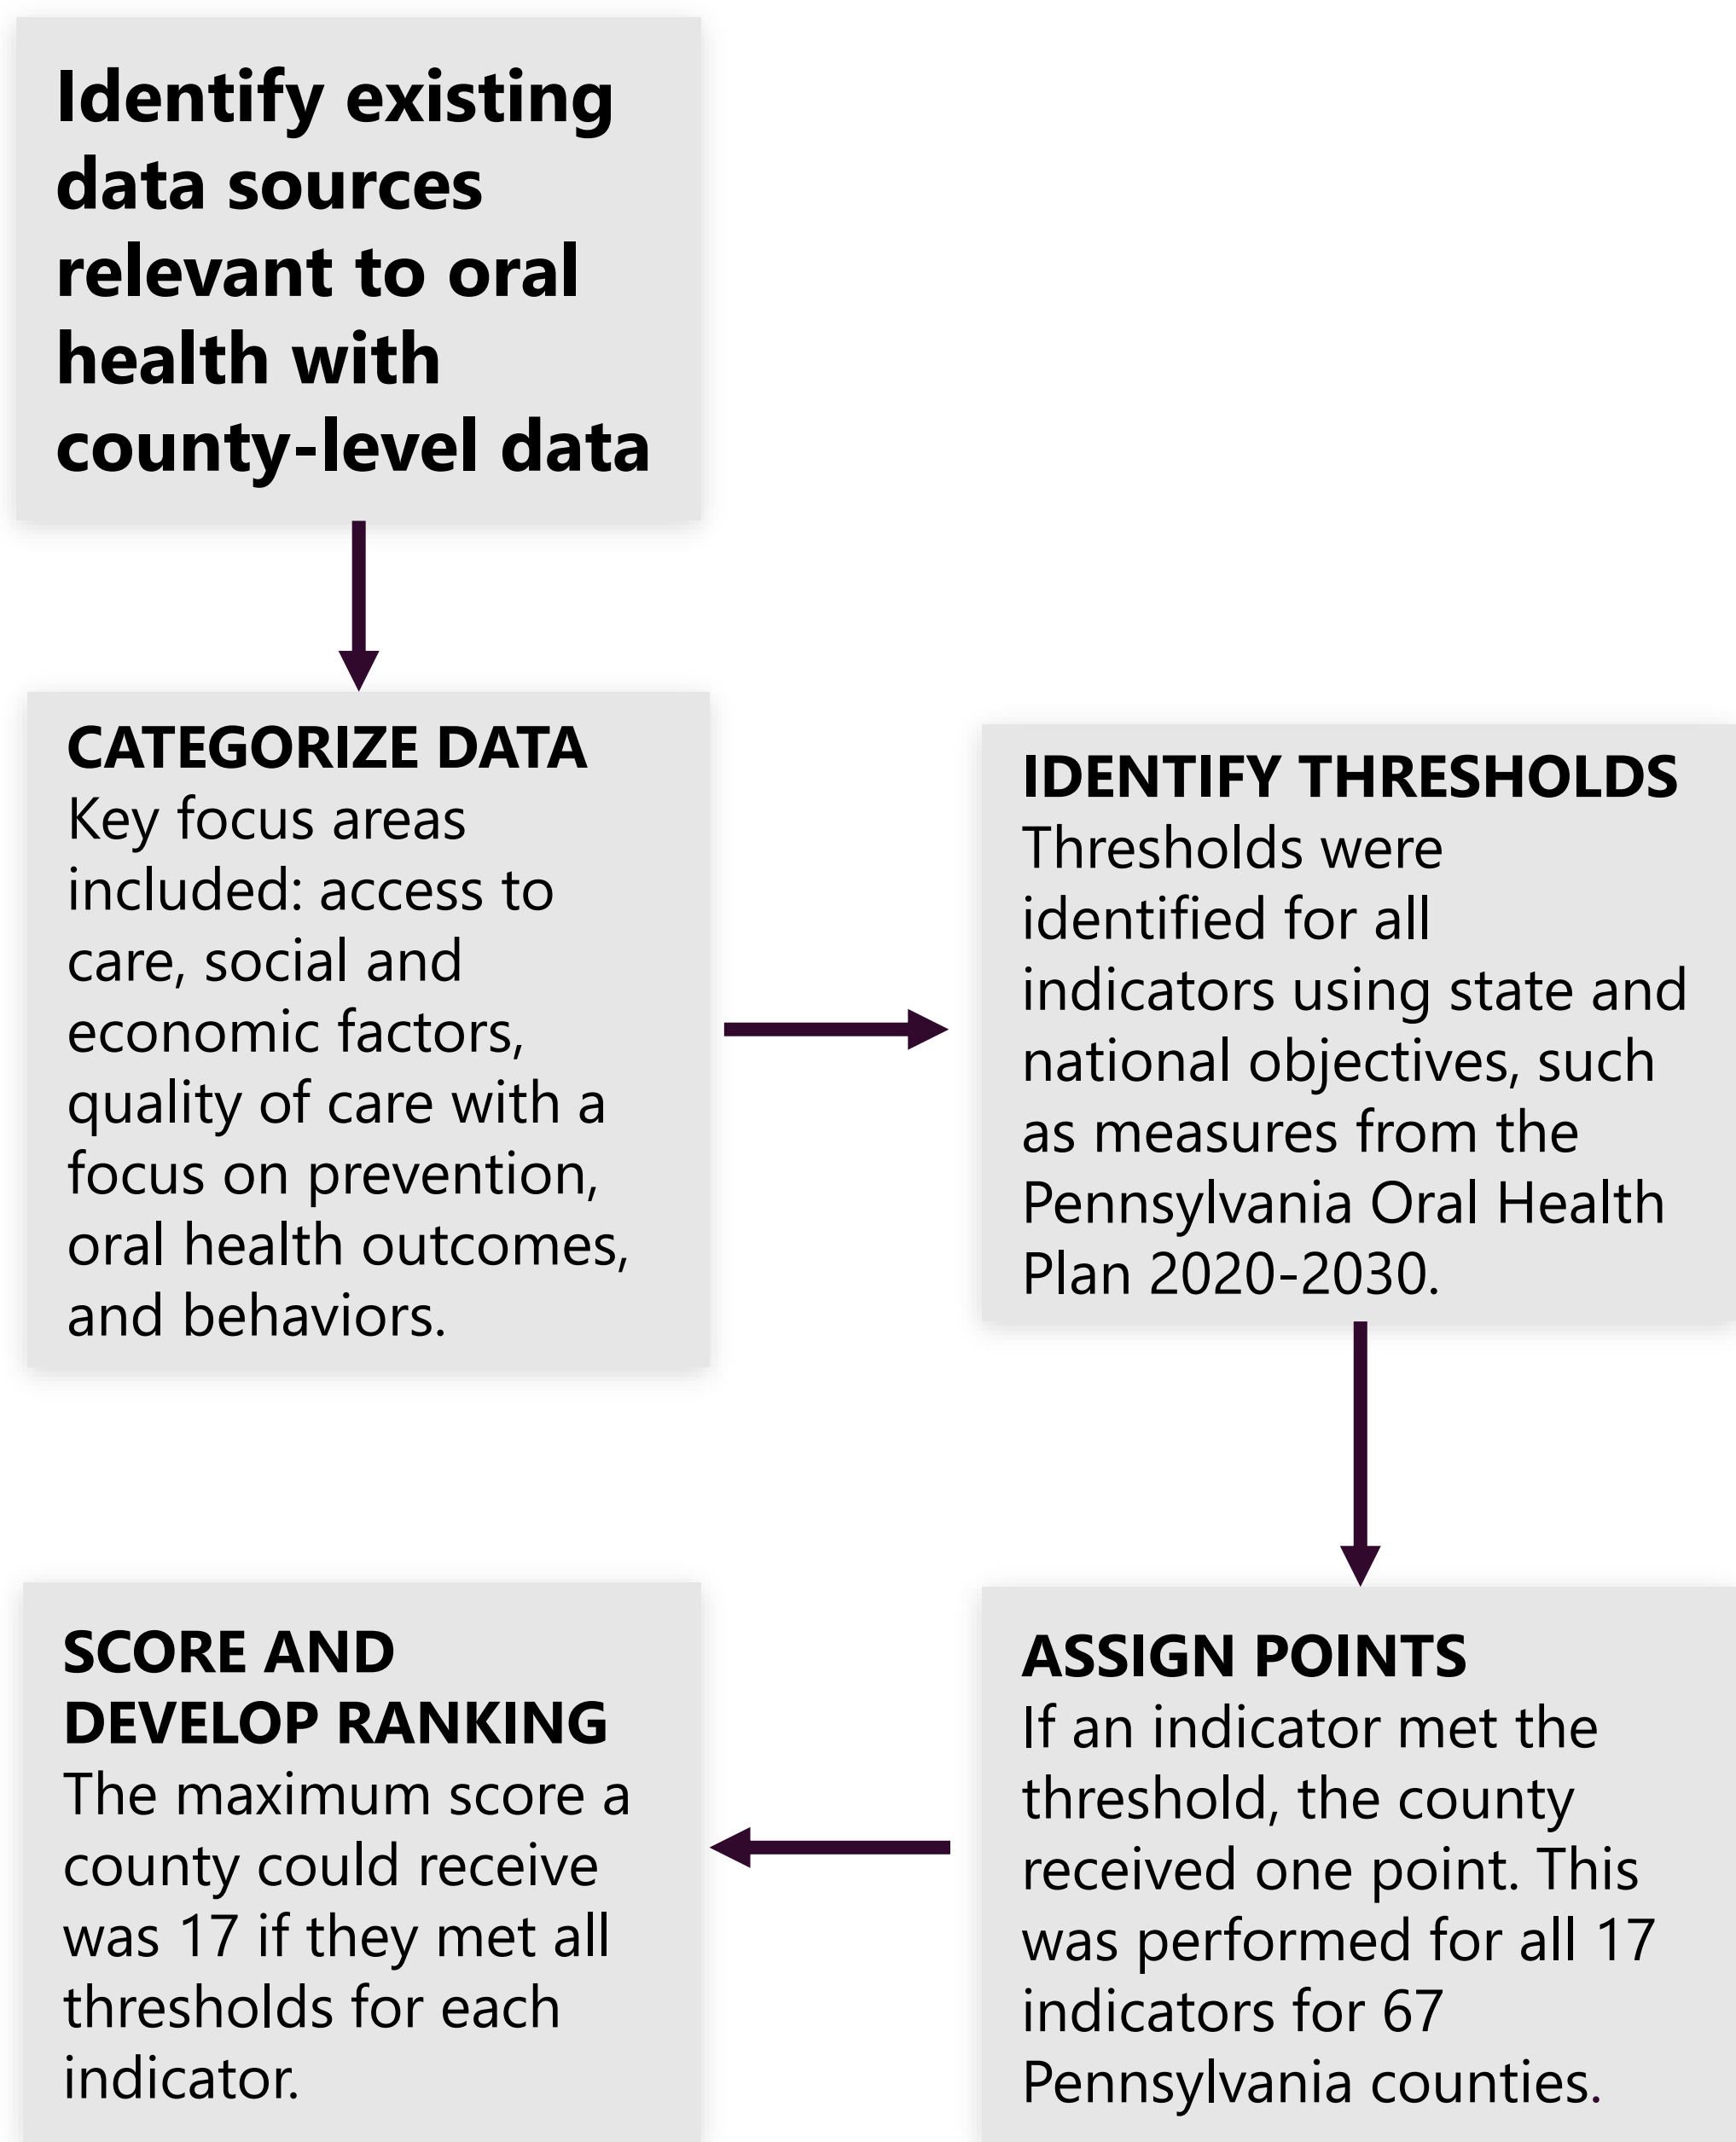 Identify existing
data sources
relevant to oral
health with
county-level data
CATEGORIZE DATA
Key focus areas
included: access to
care, social and
economic factors,
quality of care with a
focus on prevention,
oral health outcomes,
and behaviors.
IDENTIFY THRESHOLDS
Thresholds were
identified for all
indicators using state and
national objectives, such
as measures from the
Pennsylvania Oral Health
Plan 2020-2030.
ASSIGN POINTS
If an indicator met the
threshold, the county
received one point. This
was performed for all 17
indicators for 67
Pennsylvania counties.
SCORE AND
DEVELOP RANKING
The maximum score a
county could receive
was 17 if they met all
thresholds for each
indicator.